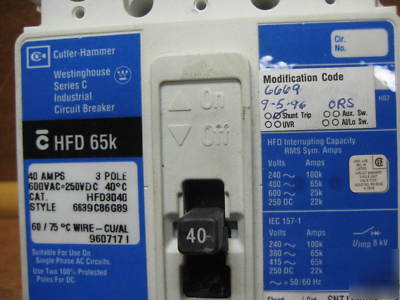 Cutler-Hammer
Westinghouse
Series C
Industrial
Circuit Breaker
HFD 65k
40 AMPS 3 POLE
600VAC-250VDC 40°C
CAT. HFD3040
STYLE 6639C86G89
60/75°C WIRE-CU/AL
9607171
Suitable For Use On
Single Phase AC Circuits.
Use Two 100% Protected
Poles For DC.
On
Off
40
Cir.
No.
Modification Code
6669
9-5-96 ORS
Shunt Trip Aux. Sw.
UVR Al/Lo Sw.
HFD Interrupting Capacity
RMS Sym. Amps
Volts Amps
240 100k
480 65k
600 25k
250 DC 22k
IEC 157-1
Volts Amps
240 100k
380 65k
415 65k
250 DC 22k
50/60 Hz
Uimp 8 kV